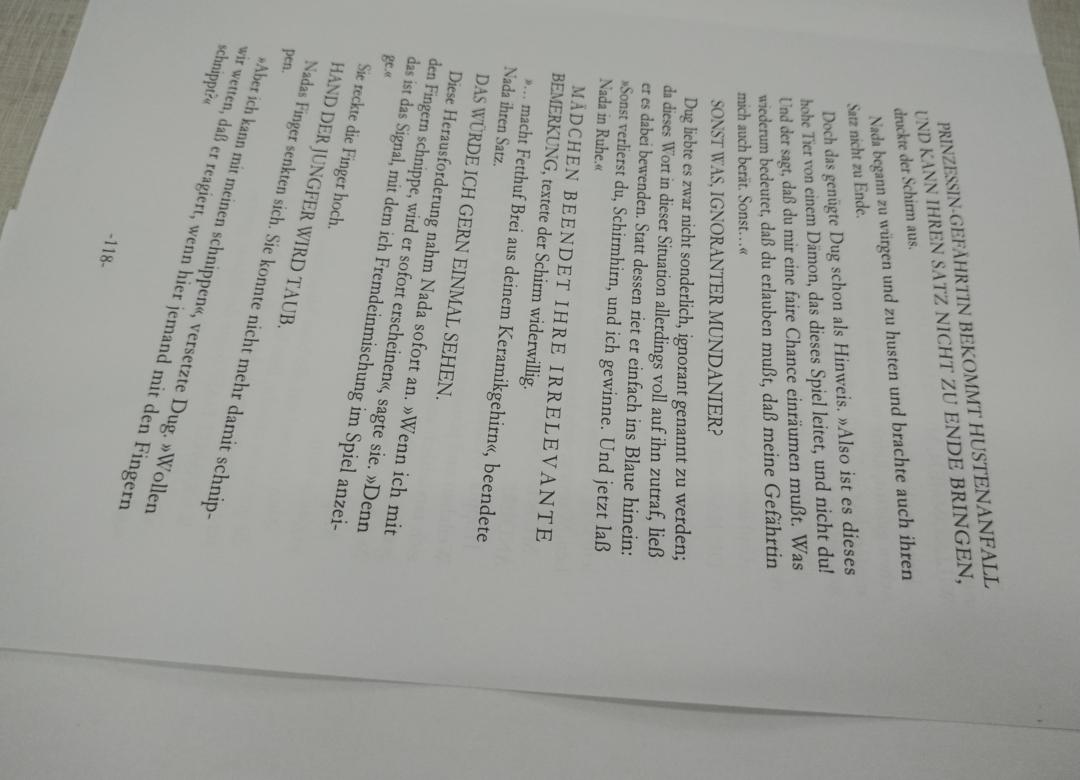 PRINZESSIN-GEFÄHRTIN BEKOMMT HUSTENANFALL
UND KANN IHREN SATZ NICHT ZU ENDE BRINGEN,
druckte der Schirm aus.
Nada begann zu würgen und zu husten und brachte auch ihren
Satz nicht zu Ende.
Doch das genügte Dug schon als Hinweis. »Also ist es dieses
hohe Tier von einem Dämon, das dieses Spiel leitet, und nicht du!
Und der sagt, daß du mir eine faire Chance einräumen mußt. Was
wiederum bedeutet, daß du erlauben mußt, daß meine Gefährtin
mich auch berät. Sonst...«
SONST WAS, IGNORANTER MUNDANIER?
Dug liebte es zwar nicht sonderlich, ignorant genannt zu werden;
da dieses Wort in dieser Situation allerdings voll auf ihn zutraf, ließ
er es dabei bewenden. Statt dessen riet er einfach ins Blaue hinein:
»Sonst verlierst du, Schirmhirn, und ich gewinne. Und jetzt laß
Nada in Ruhe.«
MÄDCHEN BEENDET IHRE IRRELEVANTE
BEMERKUNG, textete der Schirm widerwillig.
»... macht Fetthuf Brei aus deinem Keramikgehirn«, beendete
Nada ihren Satz.
DAS WÜRDE ICH GERN EINMAL SEHEN.
Diese Herausforderung nahm Nada sofort an. »Wenn ich mit
den Fingern schnippe, wird er sofort erscheinen«, sagte sie. »Denn
das ist das Signal, mit dem ich Fremdeinmischung im Spiel anzei-
ge.«
Sie reckte die Finger hoch.
HAND DER JUNGFER WIRD TAUB.
Nadas Finger senkten sich. Sie konnte nicht mehr damit schnip-
pen.
»Aber ich kann mit meinen schnippen«, versetzte Dug. »Wollen
wir wetten, daß er reagiert, wenn hier jemand mit den Fingern
schnippt?«
-118-